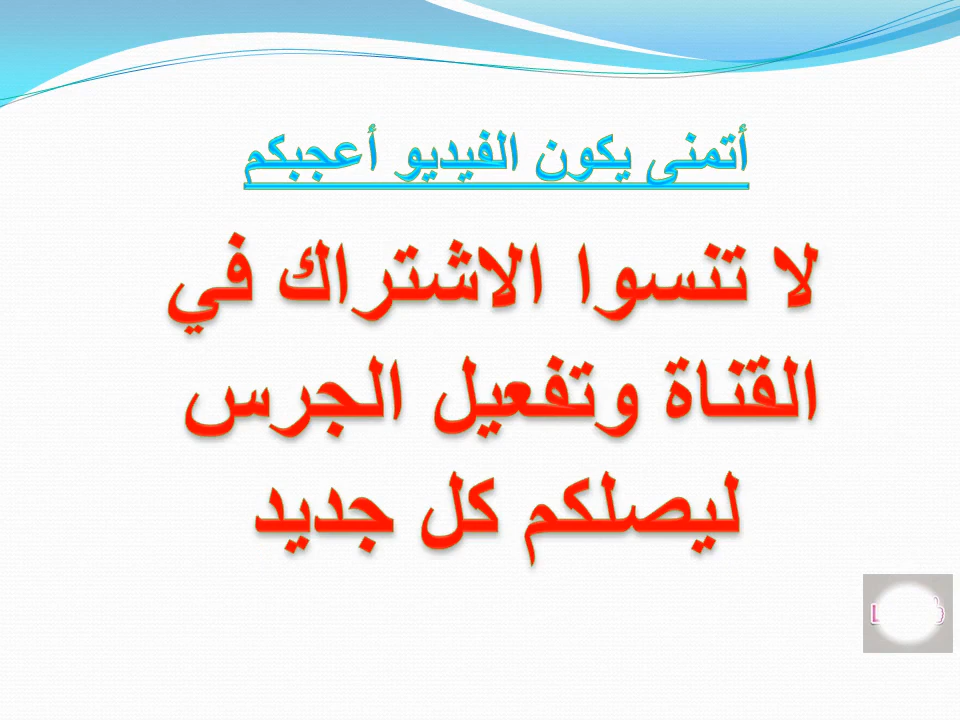 أتمنى يكون الفيديو أعجبكم
لا تنسوا الاشتراك في
القناة وتفعيل الجرس
ليصلكم كل جديد